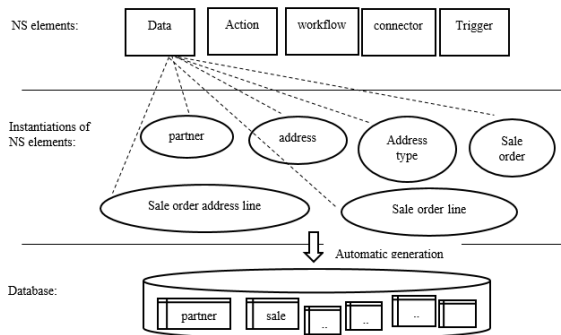 NS elements:
Data
Action
workflow
connector
Trigger
Instantiations of
NS elements:
partner
address
Address
type
Sale
order
Sale order address line
Sale order line
Automatic generation
Database:
partner
sale
..
..
..
..